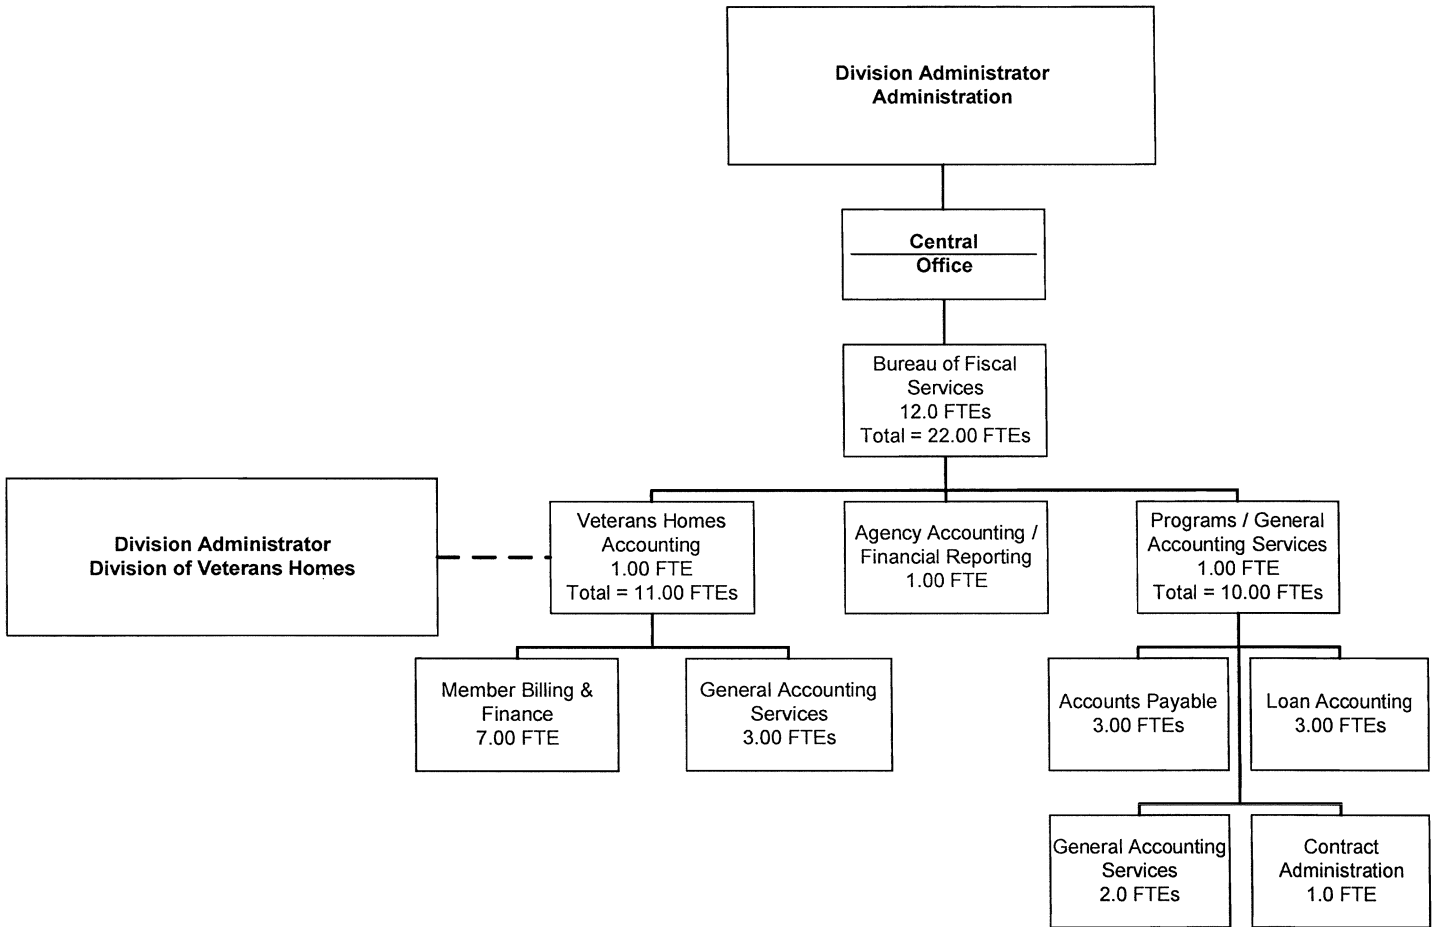 Division Administrator
Administration
Central
Office
Bureau of Fiscal
Services
12.0 FTEs
Total = 22.00 FTEs
Division Administrator
Division of Veterans Homes
Veterans Homes
Accounting
1.00 FTE
Total = 11.00 FTEs
Agency Accounting /
Financial Reporting
1.00 FTE
Programs / General
Accounting Services
1.00 FTE
Total = 10.00 FTEs
Member Billing &
Finance
7.00 FTE
General Accounting
Services
3.00 FTEs
Accounts Payable
3.00 FTEs
Loan Accounting
3.00 FTEs
General Accounting
Services
2.0 FTEs
Contract
Administration
1.0 FTE